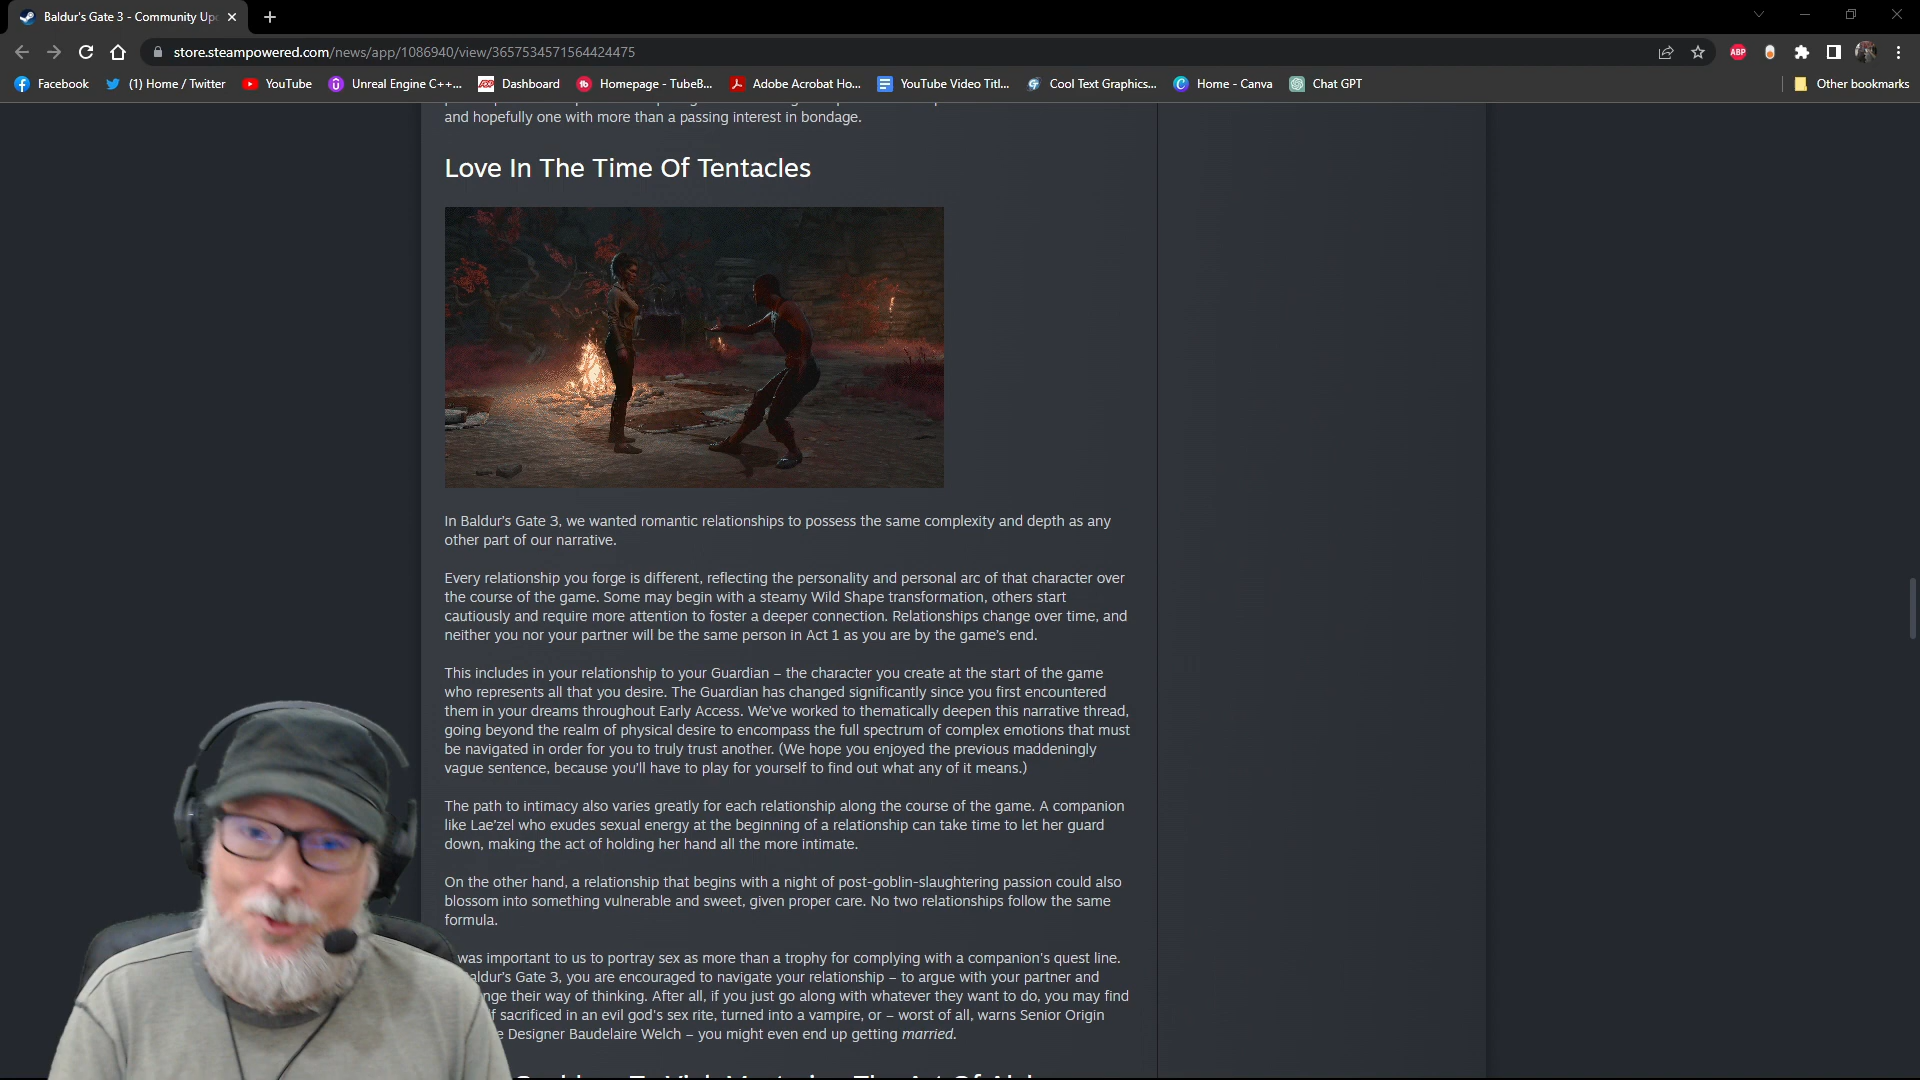 Baldur's Gate 3 - Community Up
store.steampowered.com/news/app/1086940/view/3657534571564424475
ABP
Facebook
(1) Home / Twitter
YouTube
Unreal Engine C++...
Dashboard
Homepage - TubeB...
Adobe Acrobat Ho...
YouTube Video Titl...
Cool Text Graphics...
Home - Canva
Chat GPT
Other bookmarks
and hopefully one with more than a passing interest in bondage.
Love In The Time Of Tentacles
In Baldur's Gate 3, we wanted romantic relationships to possess the same complexity and depth as any
other part of our narrative.
Every relationship you forge is different, reflecting the personality and personal arc of that character over
the course of the game. Some may begin with a steamy Wild Shape transformation, others start
cautiously and require more attention to foster a deeper connection. Relationships change over time, and
neither you nor your partner will be the same person in Act 1 as you are by the game's end.
This includes in your relationship to your Guardian – the character you create at the start of the game
who represents all that you desire. The Guardian has changed significantly since you first encountered
them in your dreams throughout Early Access. We've worked to thematically deepen this narrative thread,
going beyond the realm of physical desire to encompass the full spectrum of complex emotions that must
be navigated in order for you to truly trust another. (We hope you enjoyed the previous maddeningly
vague sentence, because you'll have to play for yourself to find out what any of it means.)
The path to intimacy also varies greatly for each relationship along the course of the game. A companion
like Lae'zel who exudes sexual energy at the beginning of a relationship can take time to let her guard
down, making the act of holding her hand all the more intimate.
On the other hand, a relationship that begins with a night of post-goblin-slaughtering passion could also
blossom into something vulnerable and sweet, given proper care. No two relationships follow the same
formula.
was important to us to portray sex as more than a trophy for complying with a companion's quest line.
aldur's Gate 3, you are encouraged to navigate your relationship – to argue with your partner and
nge their way of thinking. After all, if you just go along with whatever they want to do, you may find
f sacrificed in an evil god's sex rite, turned into a vampire, or – worst of all, warns Senior Origin
e Designer Baudelaire Welch – you might even end up getting married.